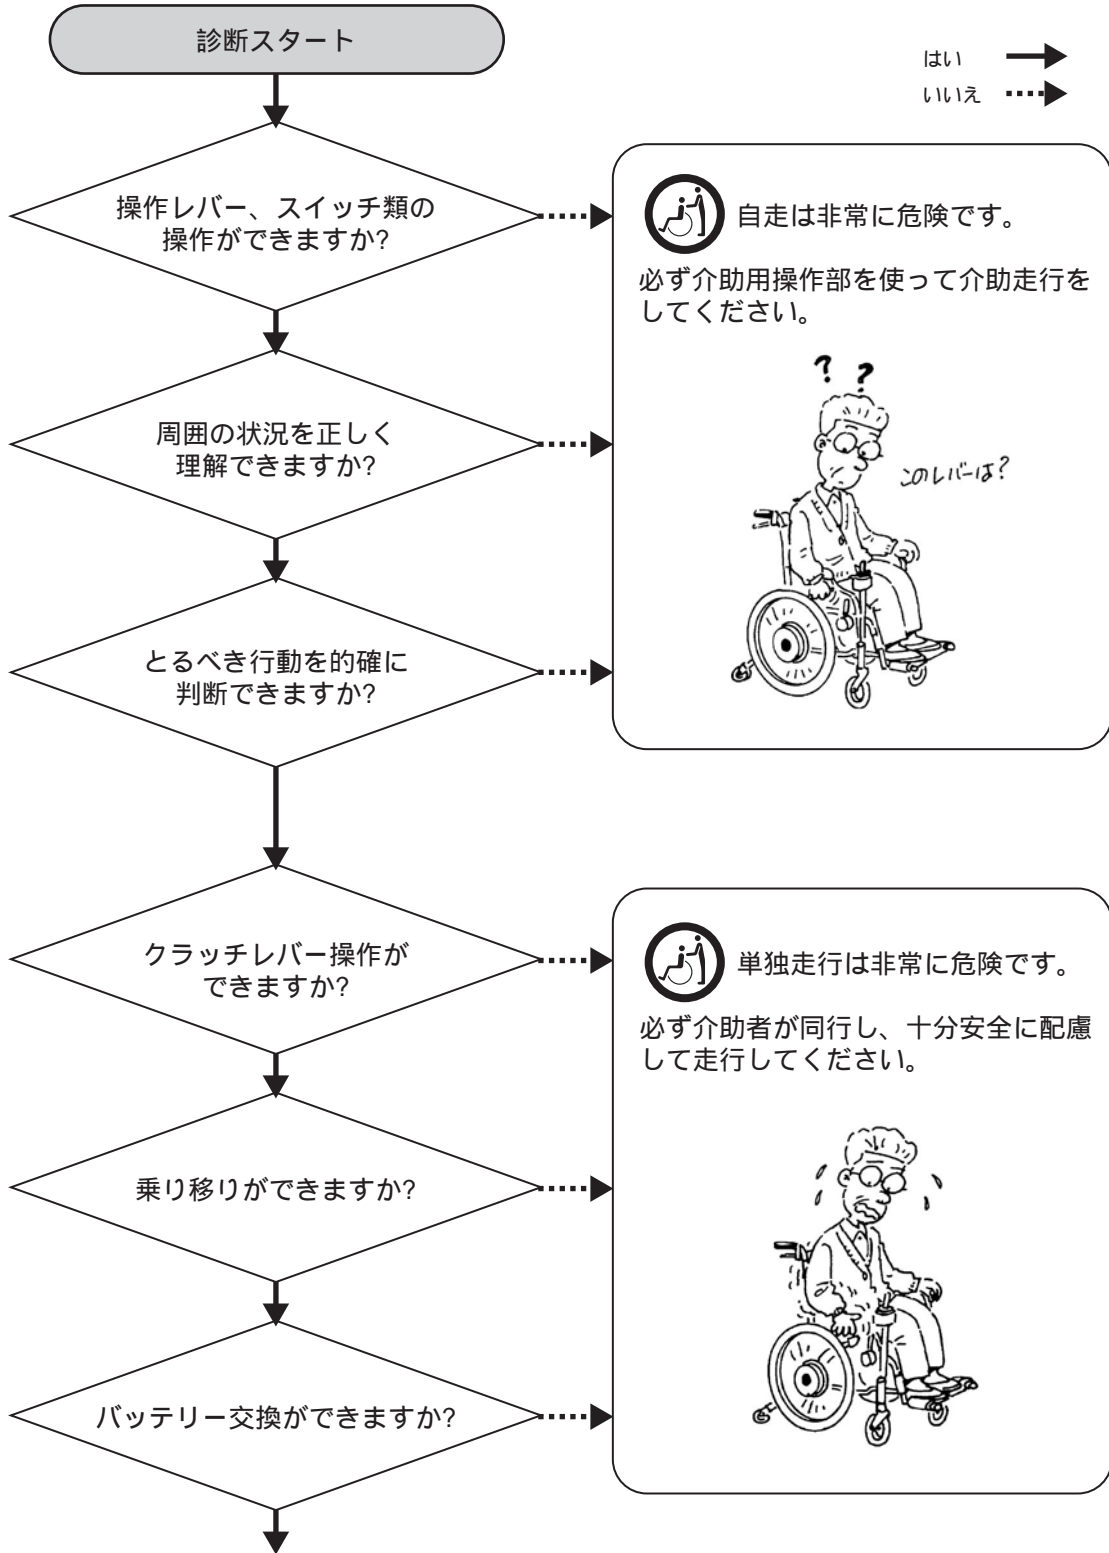 診断スタート
はい
いいえ
操作レバー、スイッチ類の
操作ができますか?
自走は非常に危険です。
必ず介助用操作部を使って介助走行を
してください。
このレバーは?
? ?
周囲の状況を正しく
理解できますか?
とるべき行動を的確に
判断できますか?
クラッチレバー操作が
できますか?
単独走行は非常に危険です。
必ず介助者が同行し、十分安全に配慮
して走行してください。
乗り移りができますか?
バッテリー交換ができますか?